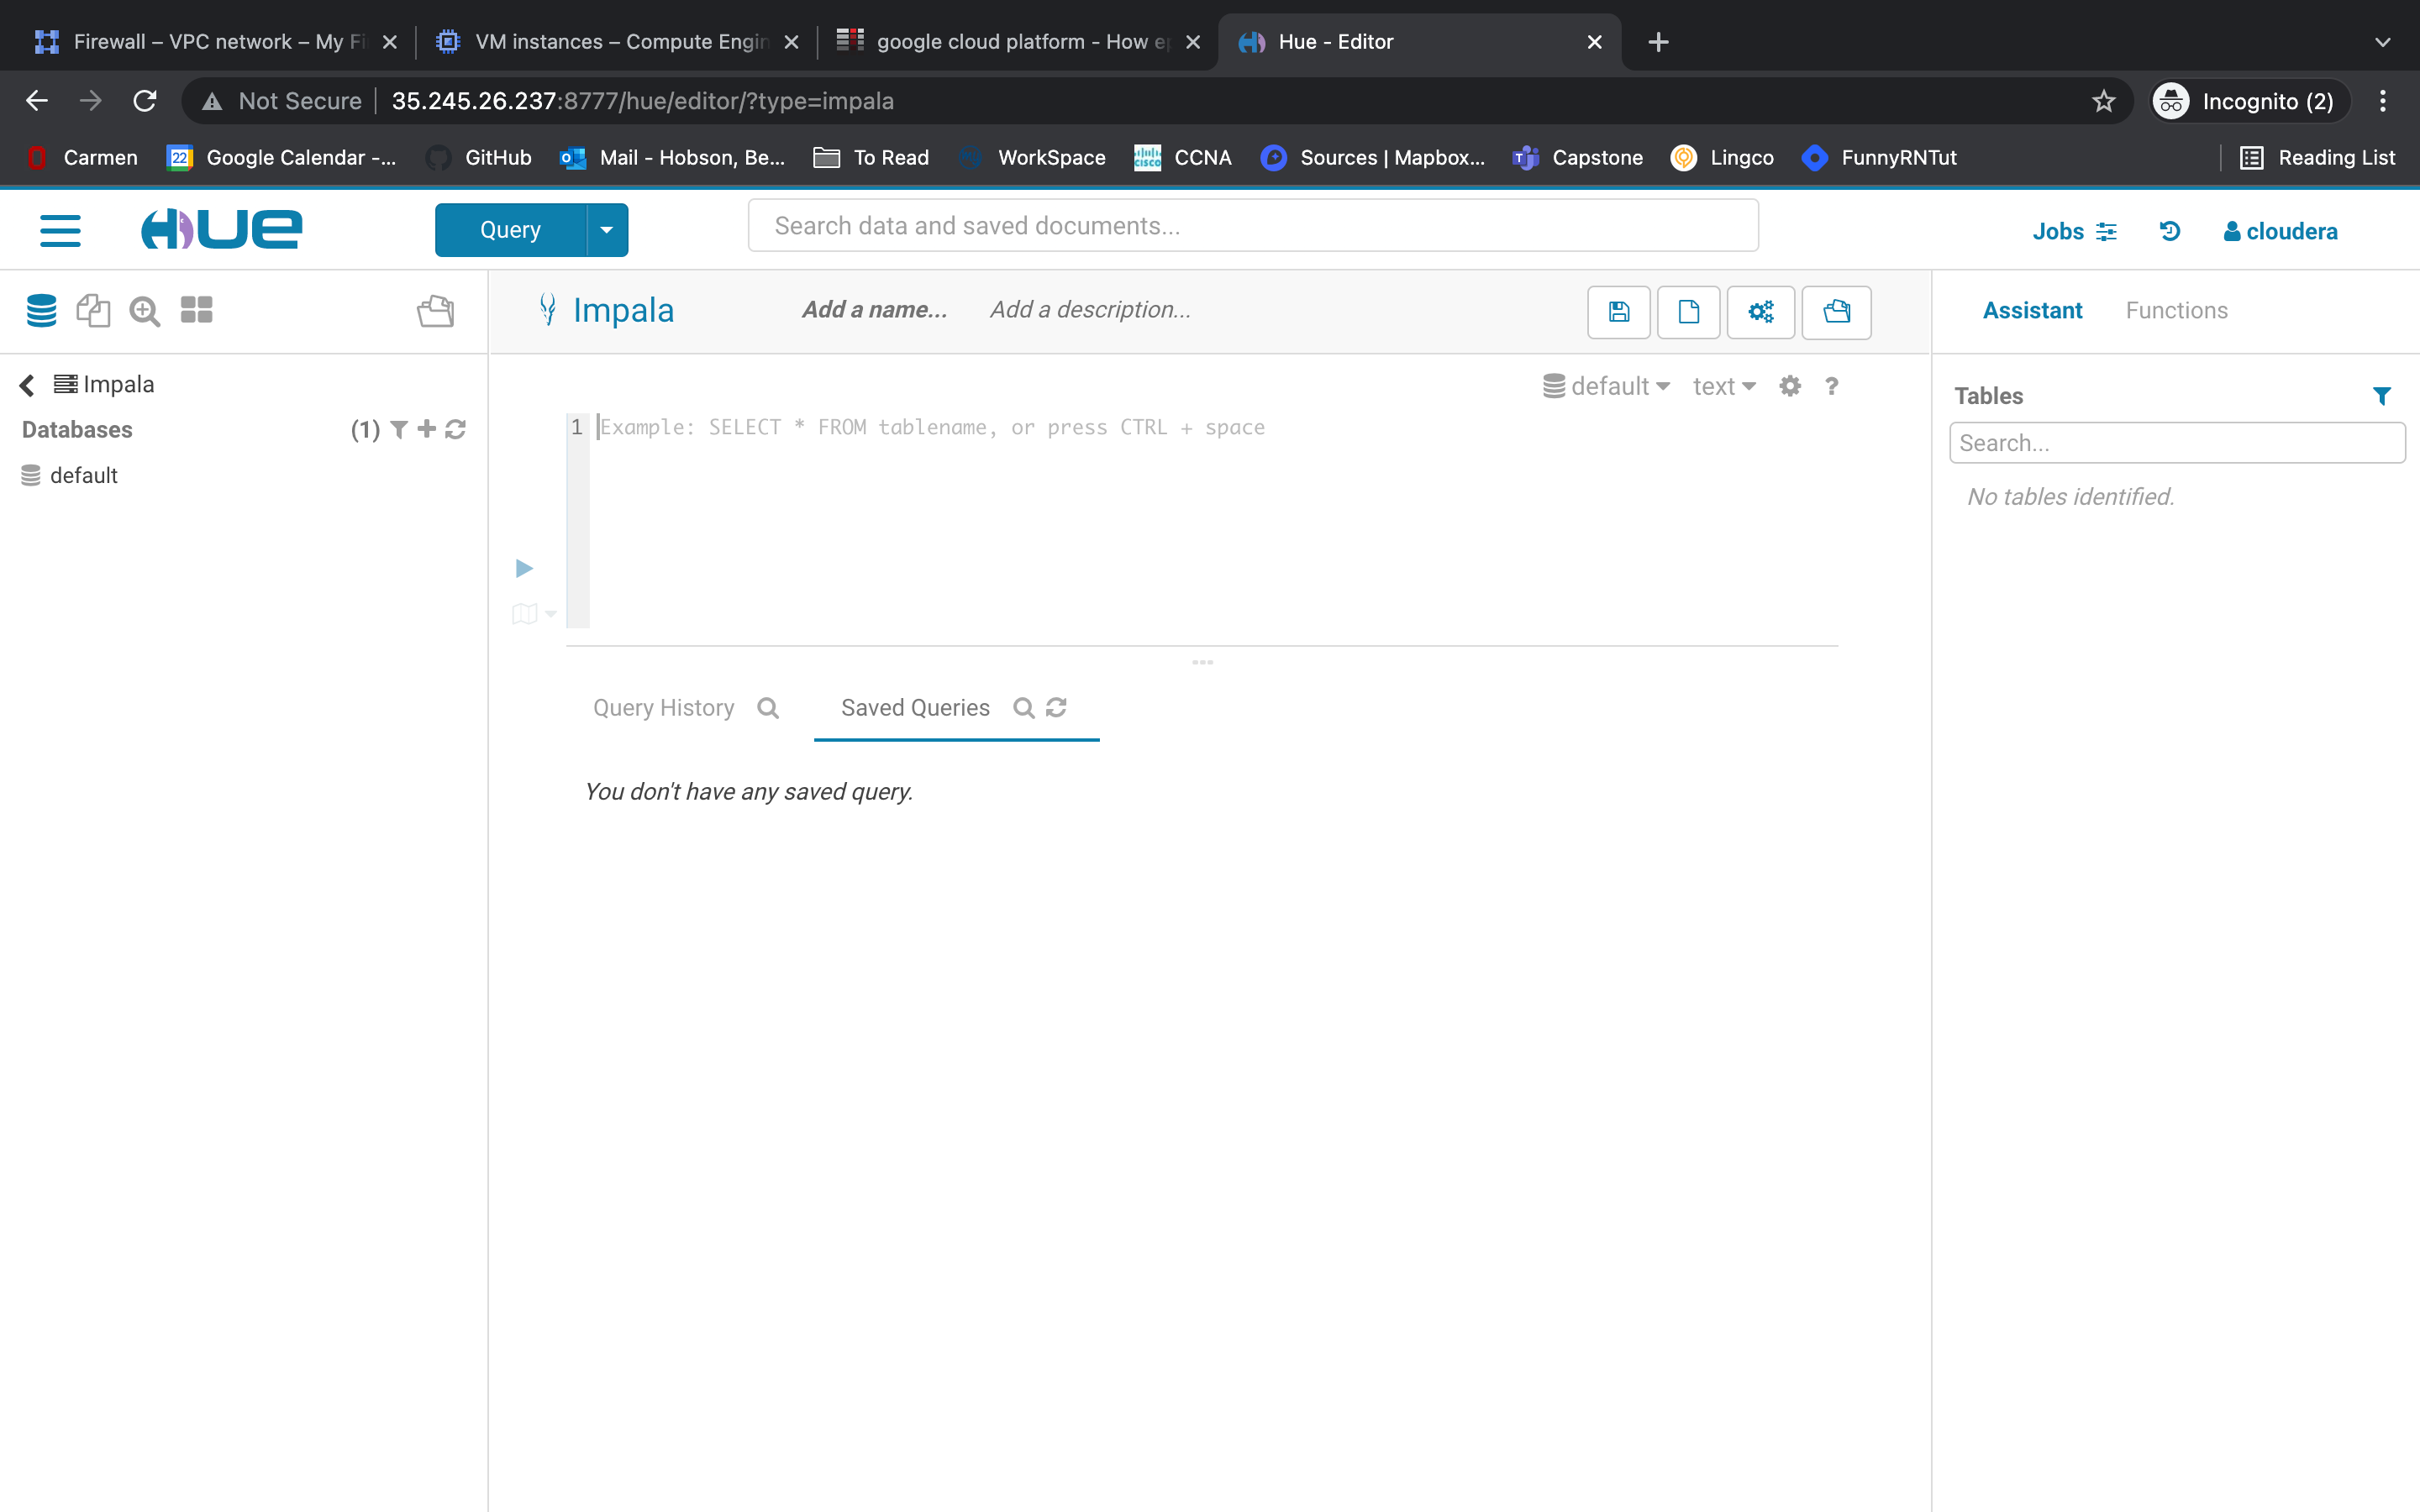 Firewall – VPC network – My Fi
VM instances – Compute Engin
google cloud platform - How
Hue - Editor
Not Secure
35.245.26.237:8777/hue/editor/?type=impala
Incognito (2)
Carmen
22
Google Calendar -...
GitHub
Mail - Hobson, Be...
To Read
WorkSpace
CISCO
CCNA
Sources | Mapbox...
Capstone
Lingco
FunnyRNTut
Reading List
HUE
Query
Search data and saved documents...
Jobs
cloudera
Impala
Add a name...
Add a description...
Assistant
Functions
Impala
default
text
?
Tables
Databases
(1)
1
Example: SELECT * FROM tablename, or press CTRL + space
Search...
default
No tables identified.
Query History
Saved Queries
You don't have any saved query.